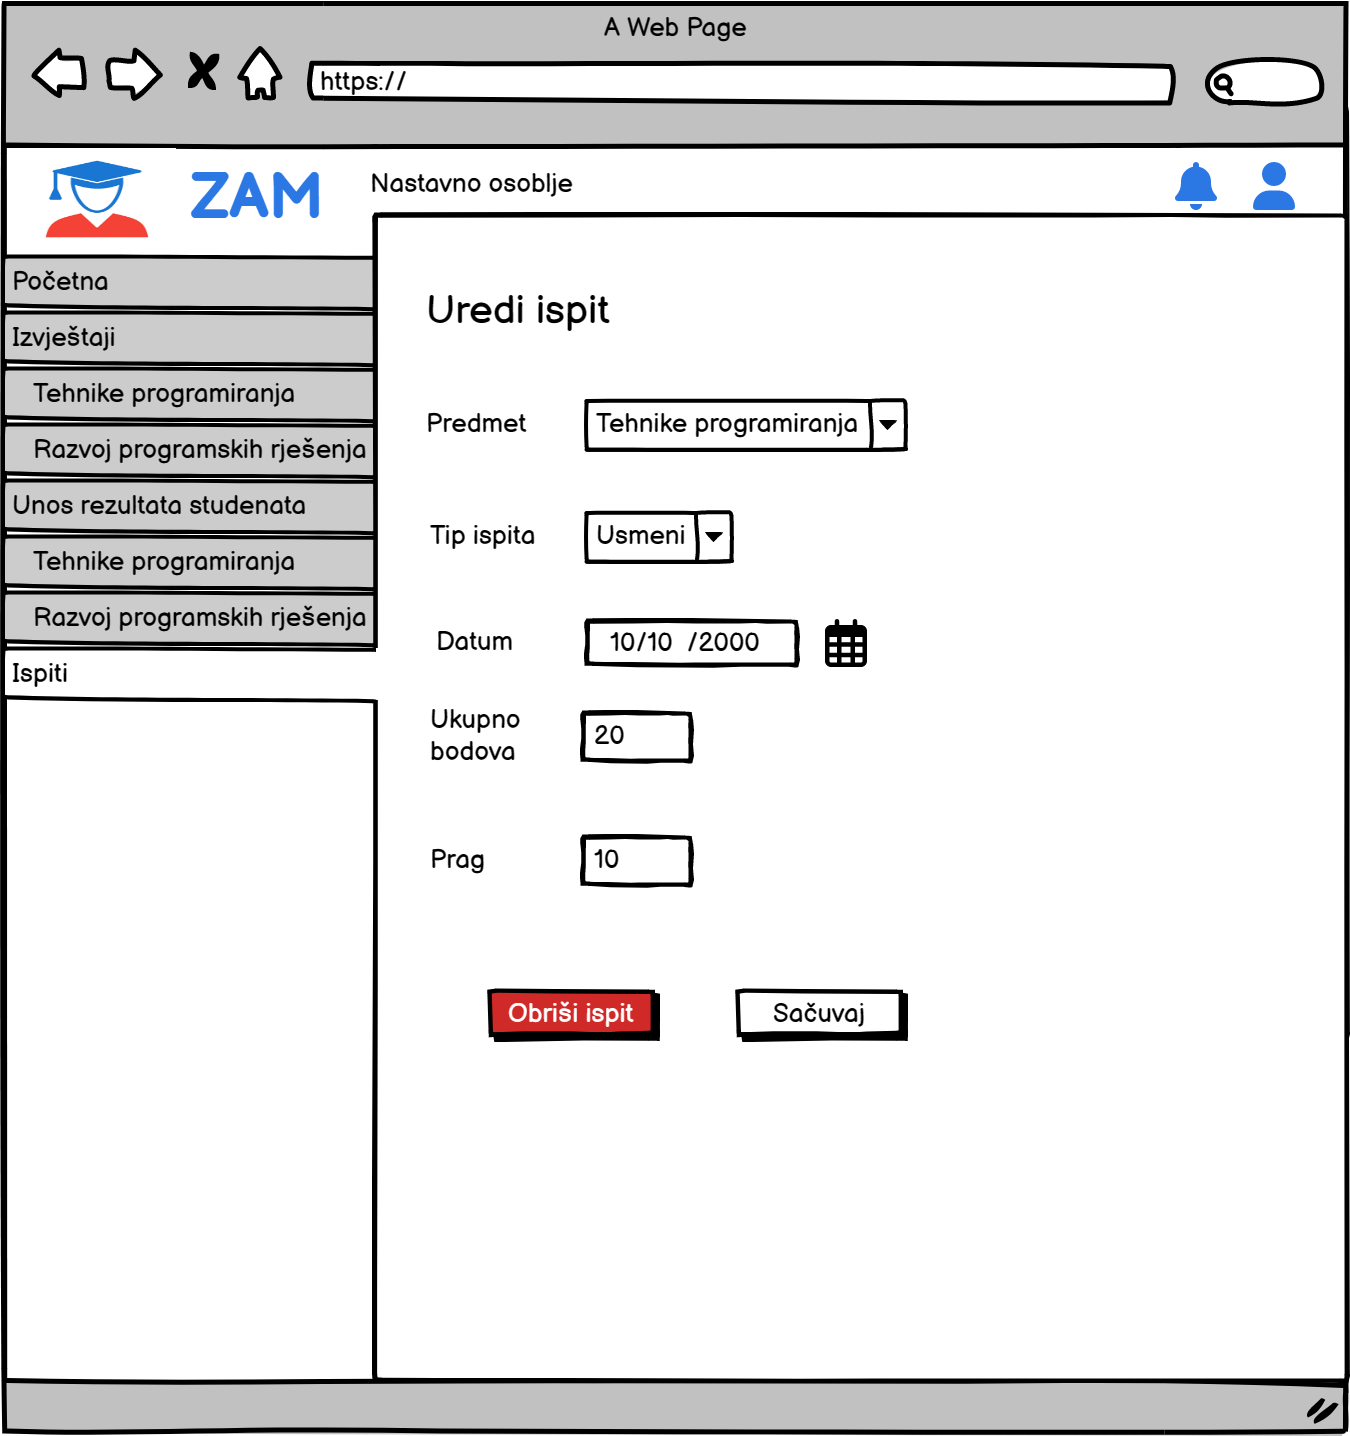 A Web Page
https://
ZAM
Nastavno osoblje
Početna
Izvještaji
Tehnike programiranja
Razvoj programskih rješenja
Unos rezultata studenata
Tehnike programiranja
Razvoj programskih rješenja
Ispiti
Uredi ispit
Predmet
Tehnike programiranja
Tip ispita
Usmeni
Datum
10/10 /2000
Ukupno
bodova
20
Prag
10
Obriši ispit
Sačuvaj